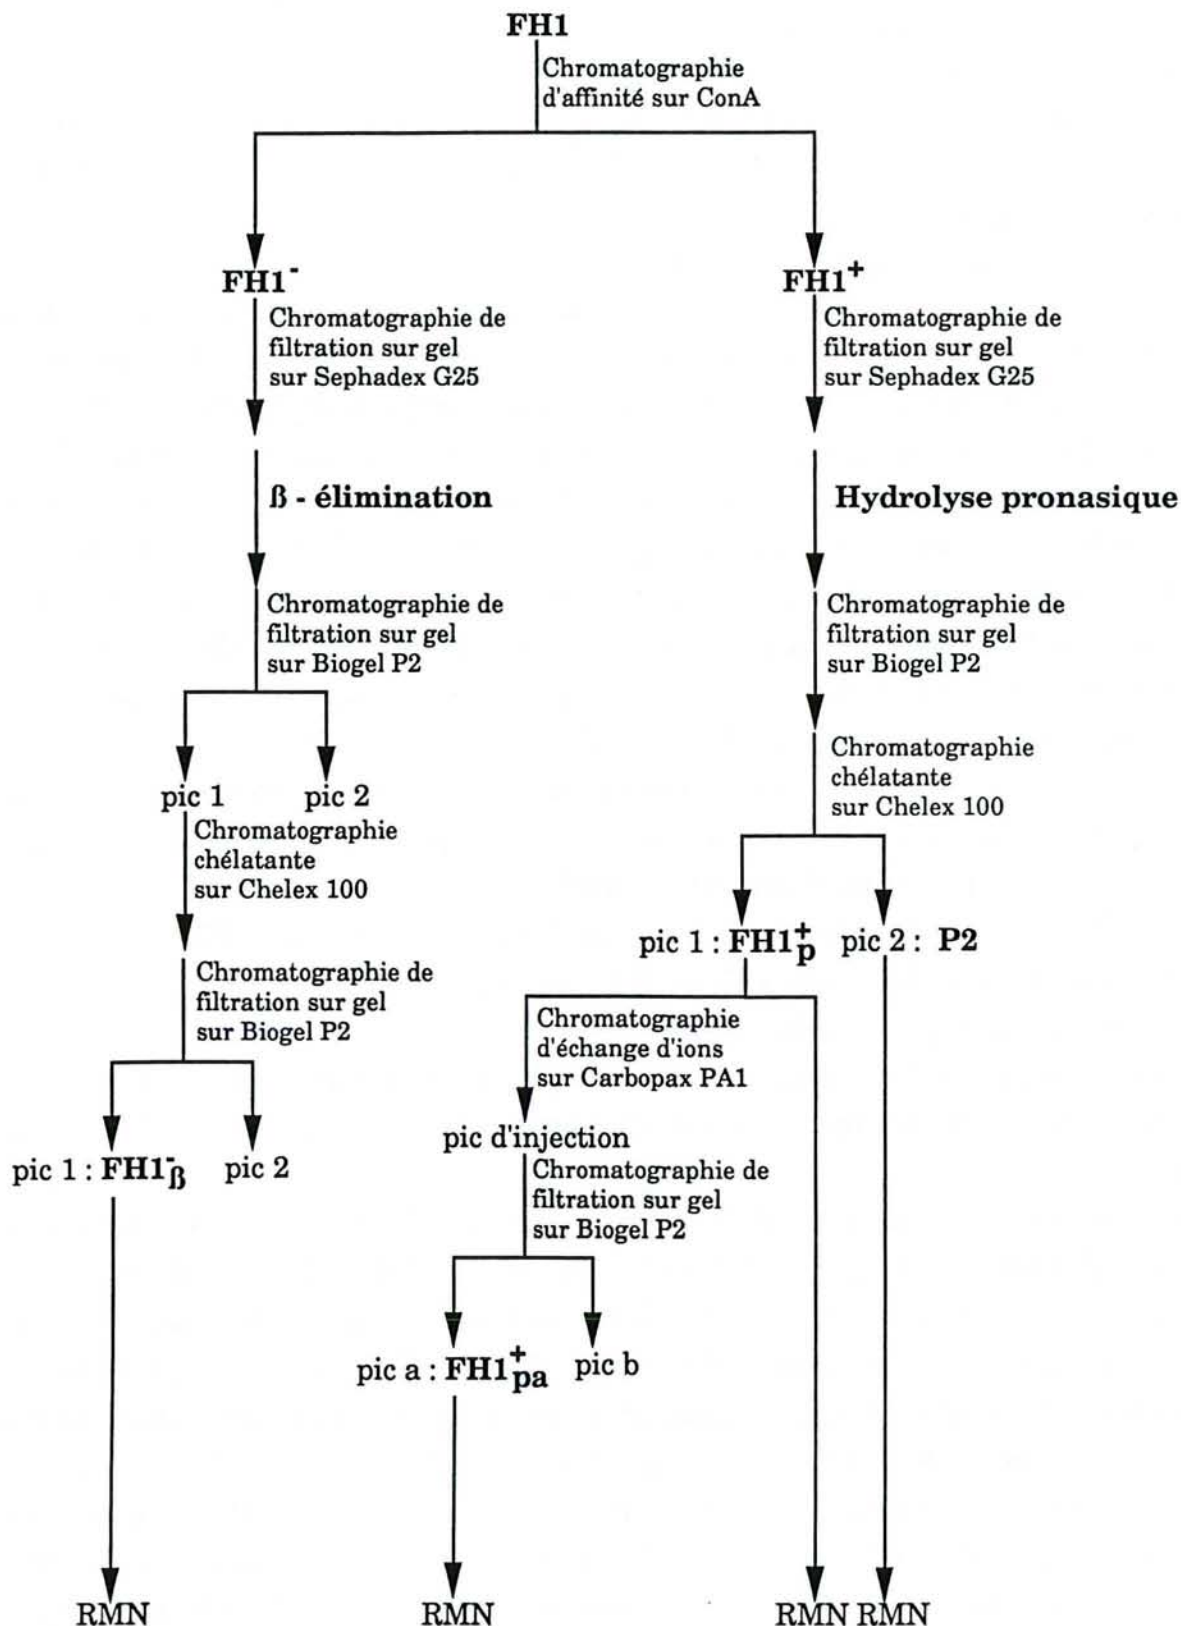 FH1
Chromatographie
d'affinité sur ConA
FH1-
FH1+
Chromatographie de
filtration sur gel
sur Sephadex G25
Chromatographie de
filtration sur gel
sur Sephadex G25
ß - élimination
Hydrolyse pronasique
Chromatographie de
filtration sur gel
sur Biogel P2
Chromatographie de
filtration sur gel
sur Biogel P2
pic 1
pic 2
Chromatographie
chélatante
sur Chelex 100
Chromatographie
chélatante
sur Chelex 100
pic 1 : FH1+p
pic 2 : P2
Chromatographie de
filtration sur gel
sur Biogel P2
Chromatographie
d'échange d'ions
sur Carbopax PA1
pic 1 : FH1-ß
pic 2
pic d'injection
Chromatographie de
filtration sur gel
sur Biogel P2
pic a : FH1+pa
pic b
RMN
RMN
RMN
RMN